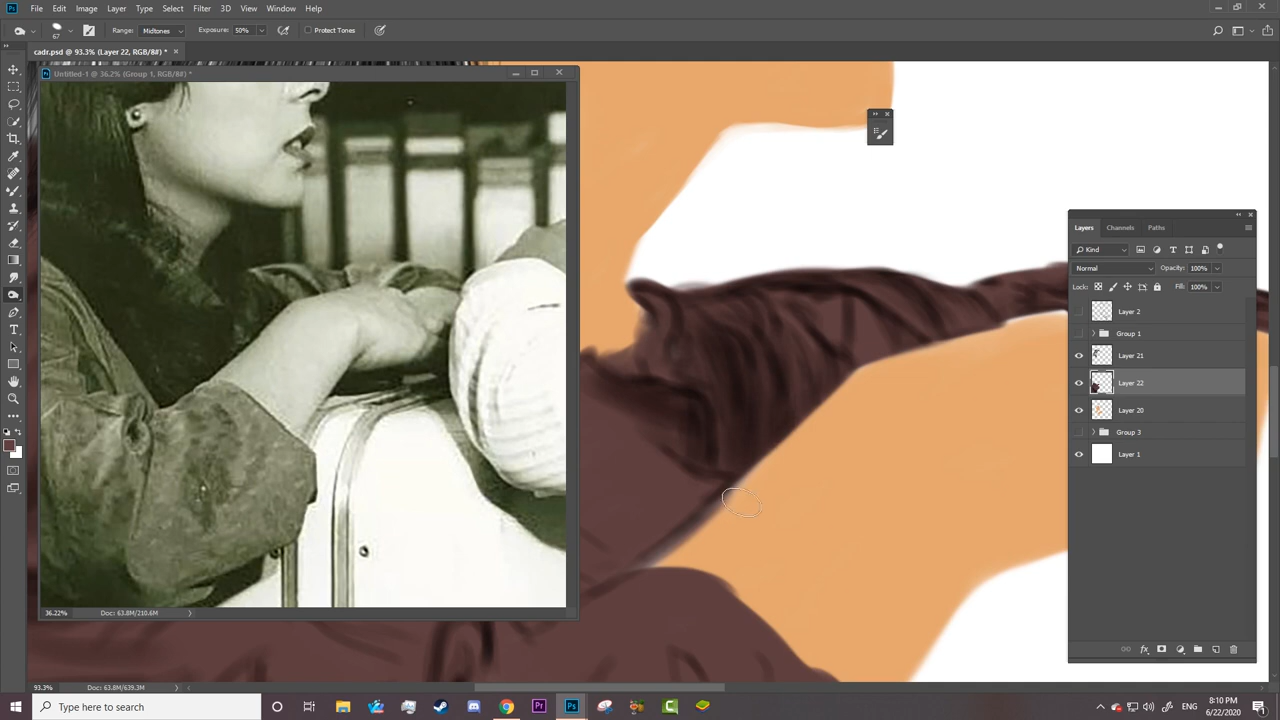 File Edit Image Layer Type Select Filter 3D View Window Help
67 Range: Midtones Exposure: 50% Protect Tones
cadr.psd @ 93.3% (Layer 22, RGB/8#) * ×
Untitled-1 @ 36.2% (Group 1, RGB/8#) *
Layers Channels Paths
Kind
Normal Opacity: 100%
Lock: Fill: 100%
Layer 2
Group 1
Layer 21
Layer 22
Layer 20
Group 3
Layer 1
fx
36.22% Doc: 63.8M/210.6M
93.3% Doc: 63.8M/639.3M
Type here to search
Pr Ps
8:10 PM
6/22/2020